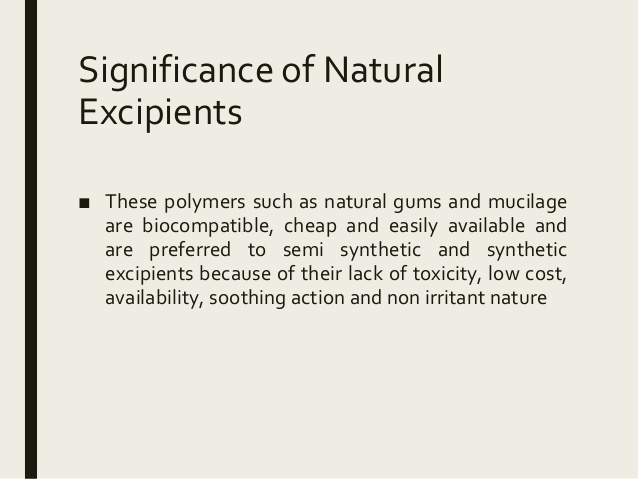 Significance of Natural
Excipients
■ These polymers such as natural gums and mucilage
are biocompatible, cheap and easily available and
are preferred to semi synthetic and synthetic
excipients because of their lack of toxicity, low cost,
availability, soothing action and non irritant nature